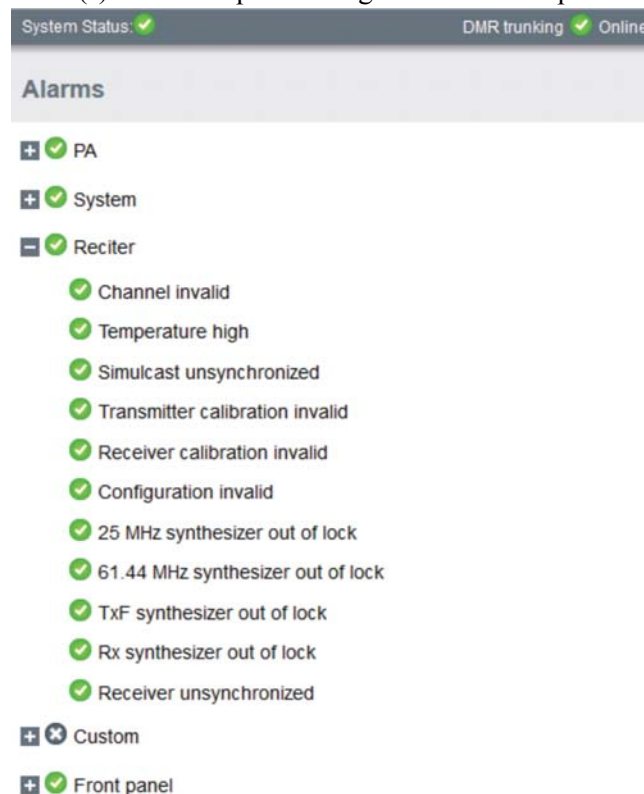 System Status: DMR trunking Online
Alarms
PA
System
Reciter
Channel invalid
Temperature high
Simulcast unsynchronized
Transmitter calibration invalid
Receiver calibration invalid
Configuration invalid
25 MHz synthesizer out of lock
61.44 MHz synthesizer out of lock
TxF synthesizer out of lock
Rx synthesizer out of lock
Receiver unsynchronized
Custom
Front panel